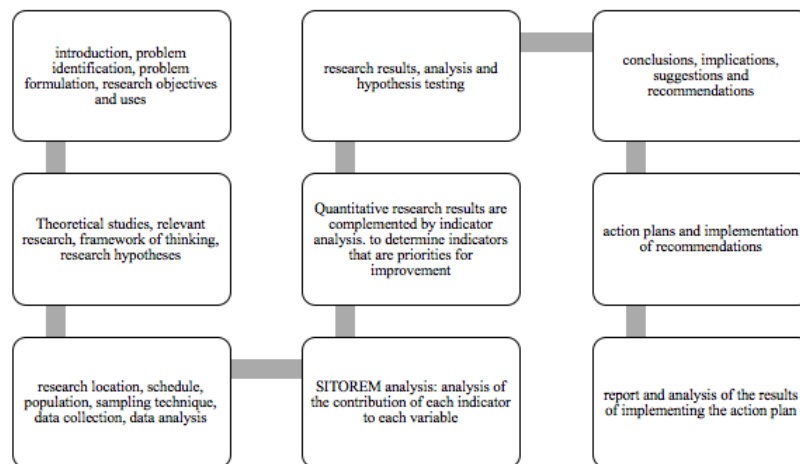 introduction, problem
identification, problem
formulation, research objectives
and uses
Theoretical studies, relevant
research, framework of thinking,
research hypotheses
research location, schedule,
population, sampling technique,
data collection, data analysis
SITOREM analysis: analysis of
the contribution of each indicator
to each variable
Quantitative research results are
complemented by indicator
analysis. to determine indicators
that are priorities for
improvement
research results, analysis and
hypothesis testing
conclusions, implications,
suggestions and
recommendations
action plans and implementation
of recommendations
report and analysis of the results
of implementing the action plan